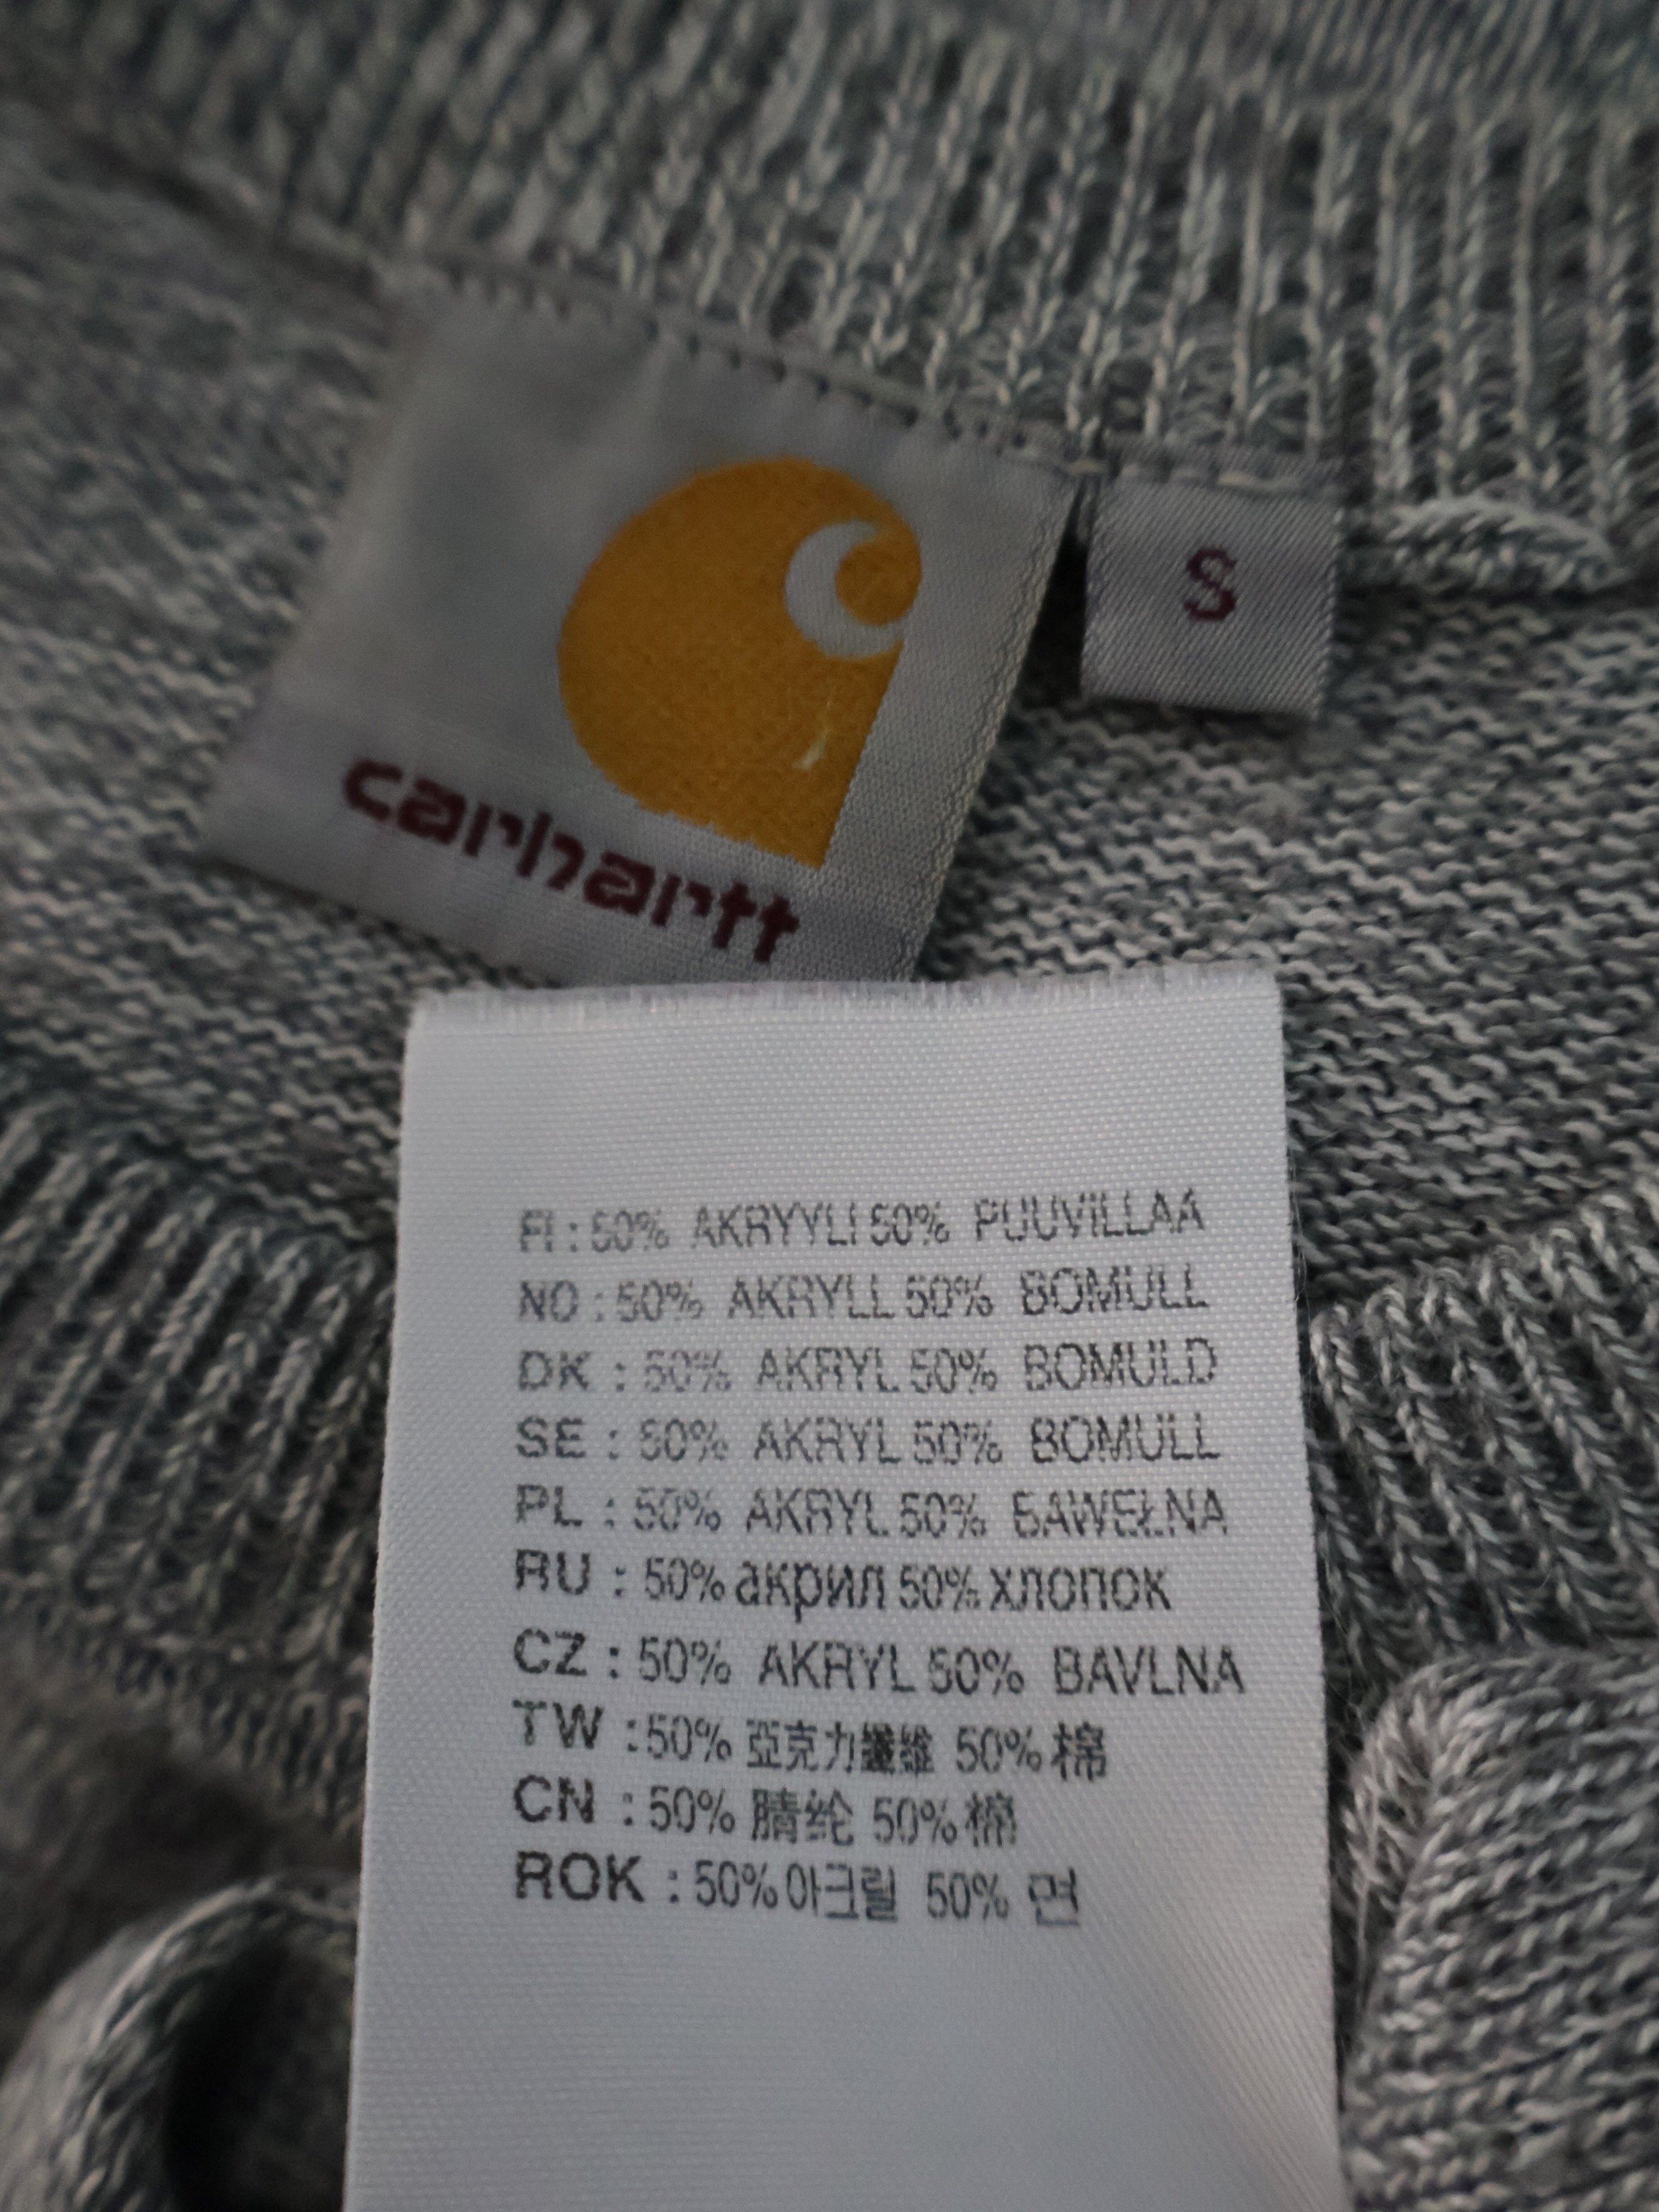 carhartt
S
FI : 50% AKRYYLI 50% PUUVILLAA
NO : 50% AKRYLL 50% BOMULL
DK : 50% AKRYL 50% BOMULD
SE : 50% AKRYL 50% BOMULL
PL : 50% AKRYL 50% BAWEŁNA
RU : 50% акрил 50% хлопок
CZ : 50% AKRYL 50% BAVLNA
TW : 50% 亞克力纖維 50% 棉
CN : 50% 腈纶 50% 棉
ROK : 50% 아크릴 50% 면